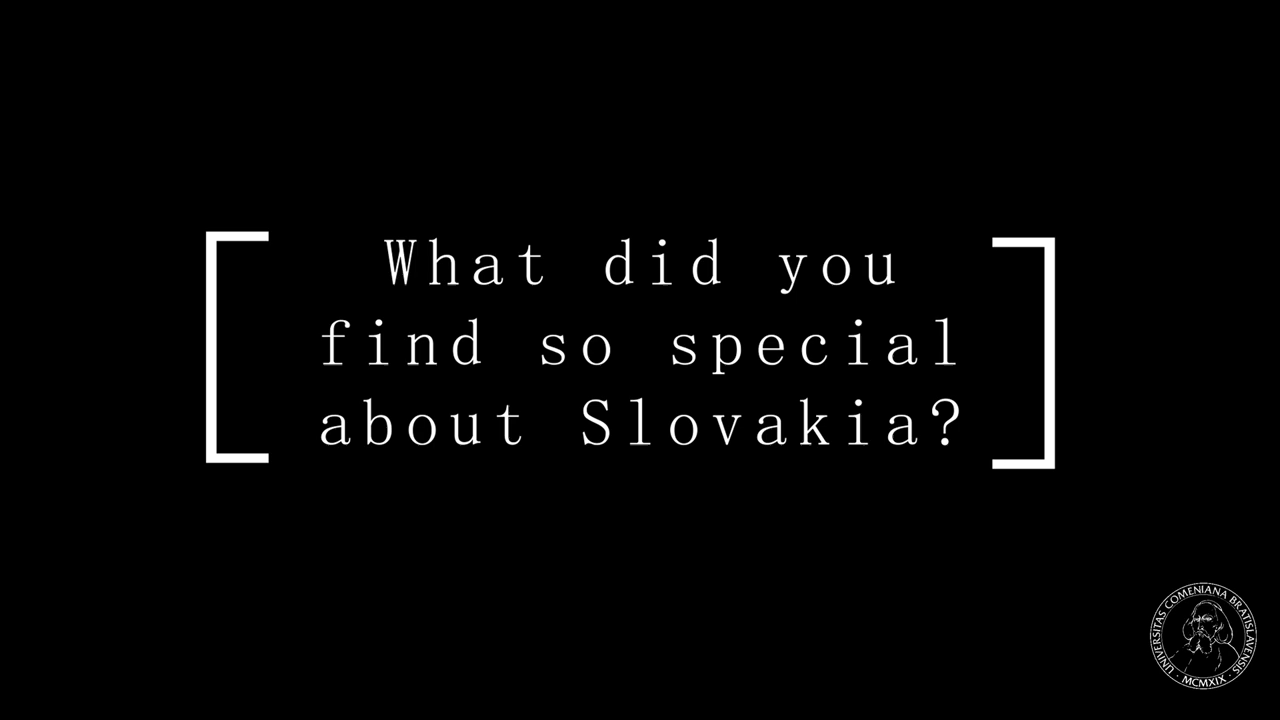 What did you
find so special
about Slovakia?
UNIVERSITAS COMENIANA BRATISLAVENSIS
· MCMXIX ·